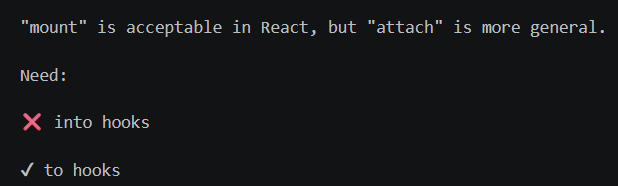 "mount" is acceptable in React, but "attach" is more general.
Need:
❌ into hooks
✓ to hooks